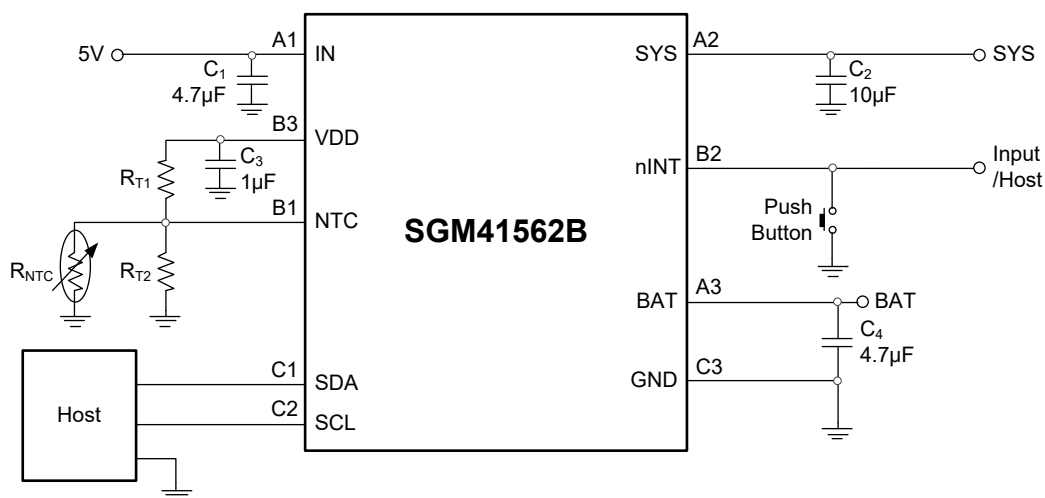 5V
A1
IN
C1
4.7µF
B3
VDD
C3
1µF
RT1
B1
NTC
RNTC
RT2
C1
SDA
C2
SCL
Host
SGM41562B
SYS
A2
SYS
C2
10µF
nINT
B2
Input
/Host
Push
Button
BAT
A3
BAT
C4
4.7µF
GND
C3